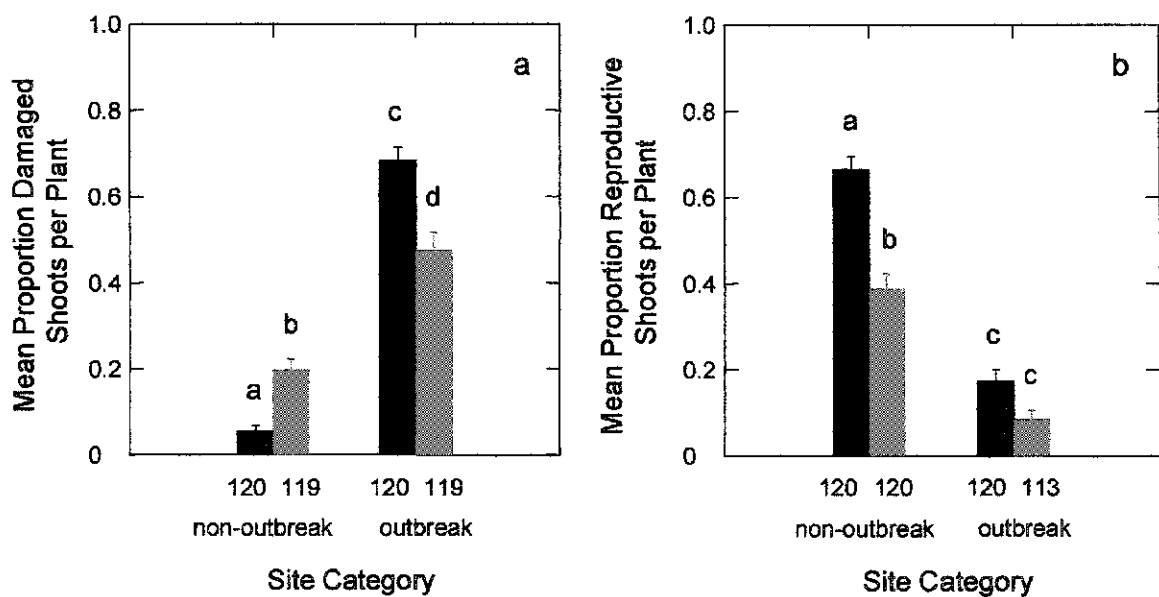 Mean Proportion Damaged
Shoots per Plant
1.0
0.8
0.6
0.4
0.2
0
a
a
b
c
d
120 119 120 119
non-outbreak outbreak
Site Category
Mean Proportion Reproductive
Shoots per Plant
1.0
0.8
0.6
0.4
0.2
0
b
a
b
c
c
120 120 120 113
non-outbreak outbreak
Site Category